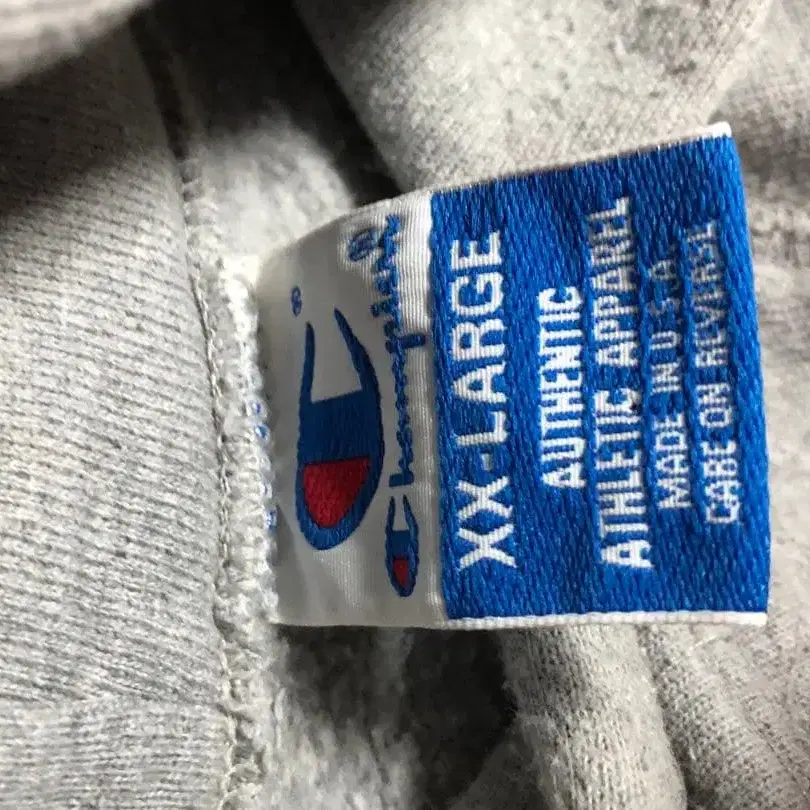 ®
Champion®
XX-LARGE
AUTHENTIC
ATHLETIC APPAREL
MADE IN U.S.A.
CARE ON REVERSE